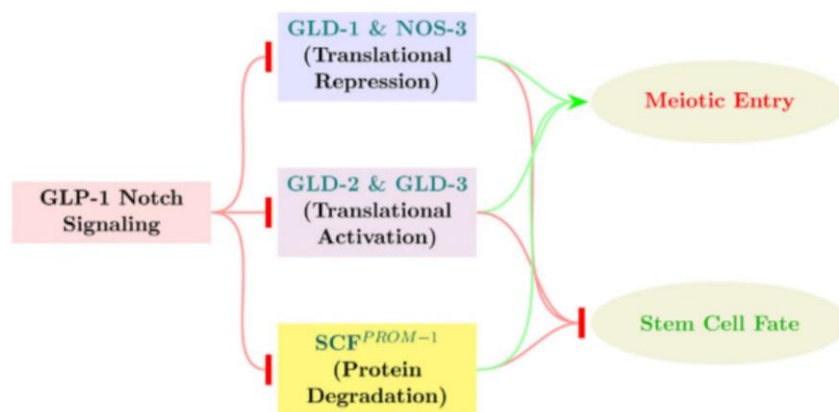 GLD-1 & NOS-3
(Translational
Repression)
Meiotic Entry
GLP-1 Notch
Signaling
GLD-2 & GLD-3
(Translational
Activation)
Stem Cell Fate
SCF^PROM-1
(Protein
Degradation)